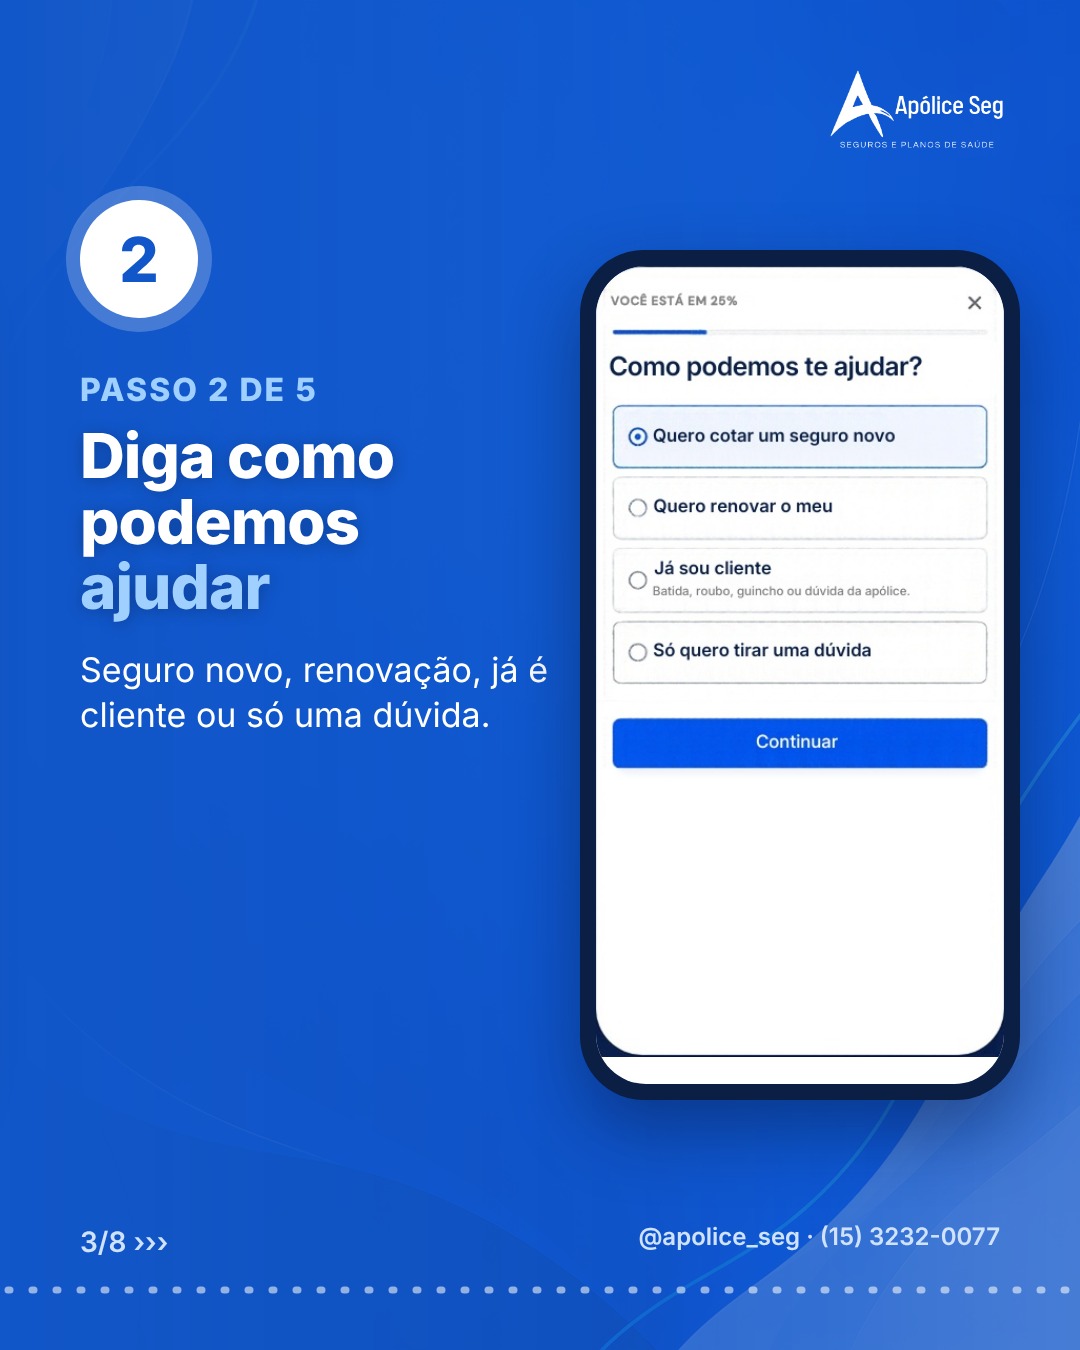 Apólice Seg
SEGUROS E PLANOS DE SAÚDE
2
PASSO 2 DE 5
Diga como
podemos
ajudar
Seguro novo, renovação, já é
cliente ou só uma dúvida.
VOCÊ ESTÁ EM 25%
Como podemos te ajudar?
Quero cotar um seguro novo
Quero renovar o meu
Já sou cliente
Batida, roubo, guincho ou dúvida da apólice.
Só quero tirar uma dúvida
Continuar
3/8 ›››
@apolice_seg · (15) 3232-0077